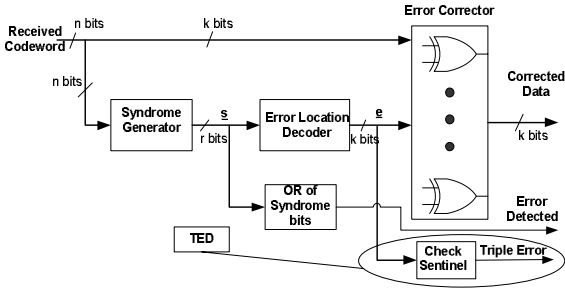 Error Corrector
n bits
k bits
Received
Codeword
n bits
Corrected
Data
k bits
Syndrome
Generator
s
r bits
Error Location
Decoder
e
k bits
OR of
Syndrome
bits
Error
Detected
TED
Check
Sentinel
Triple Error